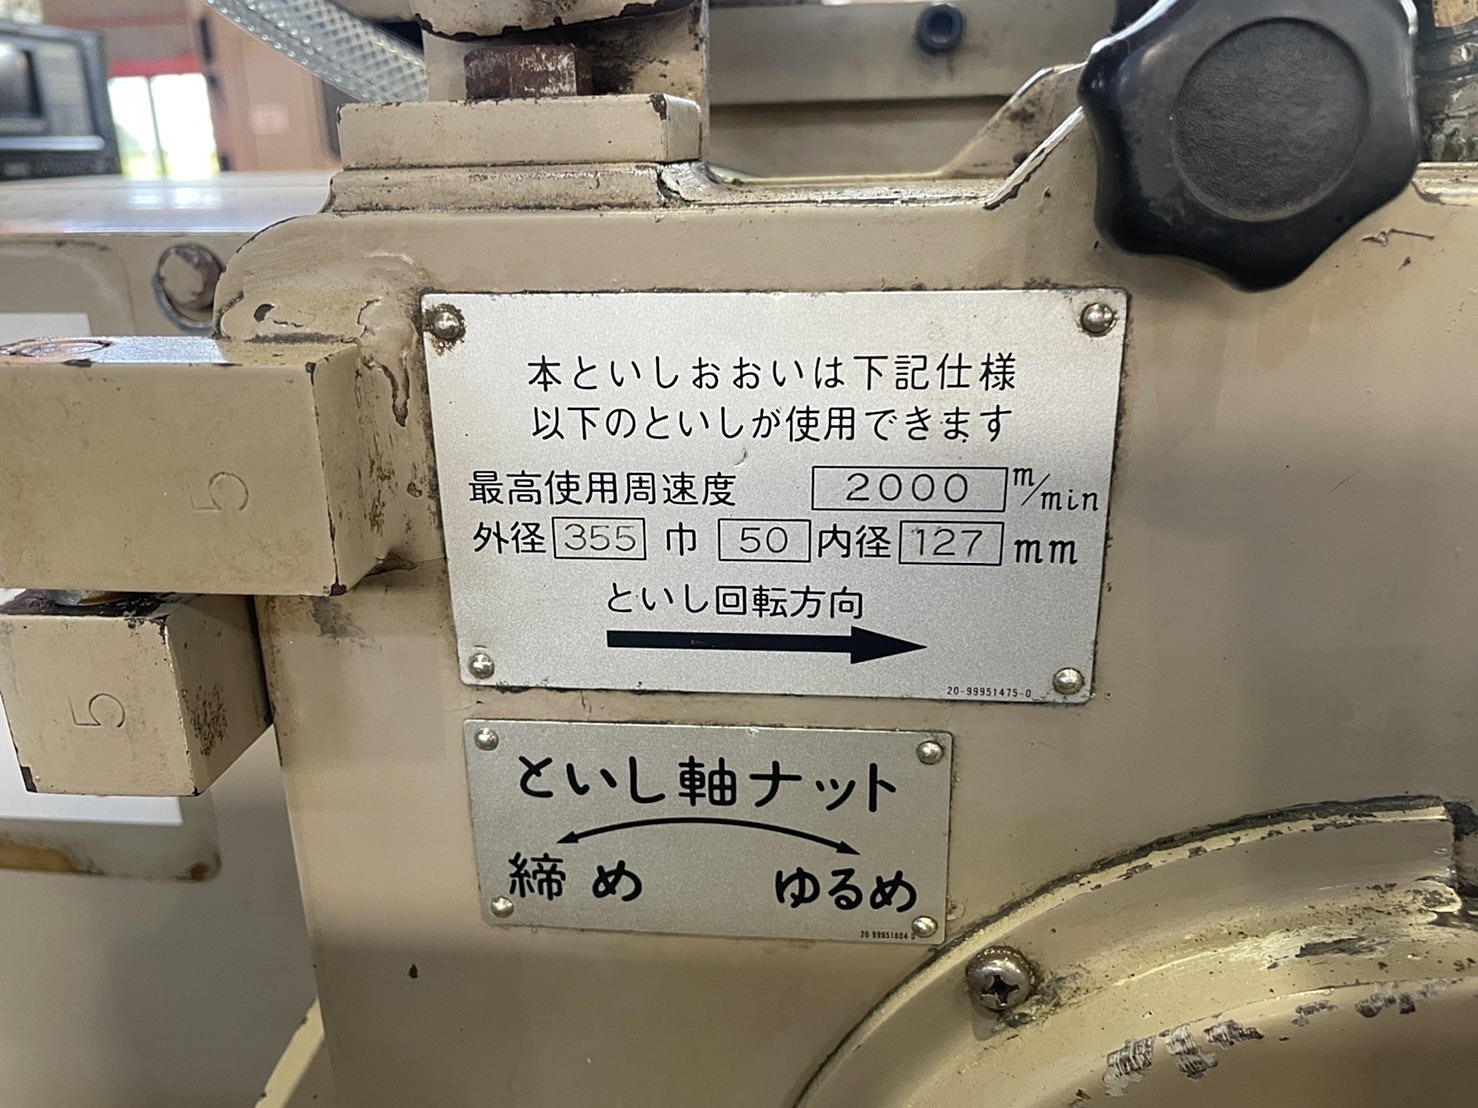 本といしおおいは下記仕様
以下のといしが使用できます
最高使用周速度 2000 m/min
外径 355 巾 50 内径 127 mm
といし回転方向
20-99951475-0
といし軸ナット
締め ゆるめ
20-99951604-0
5
5